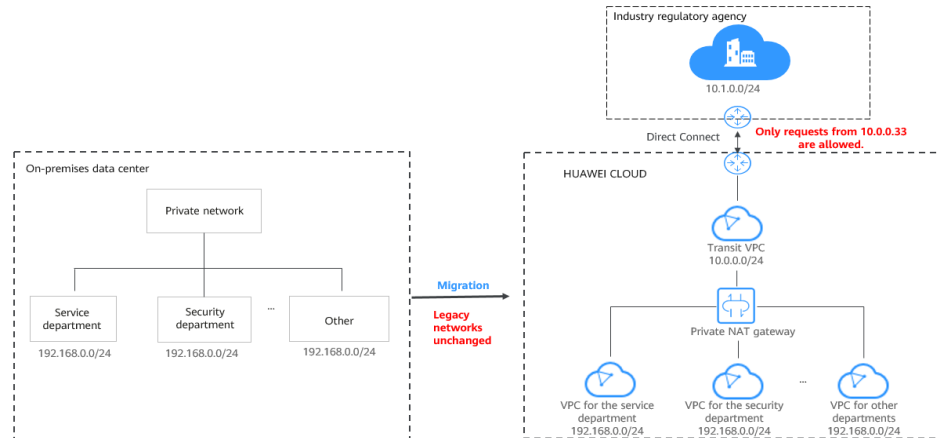 Industry regulatory agency
10.1.0.0/24
Direct Connect
Only requests from 10.0.0.33
are allowed.
On-premises data center
Private network
Service
department
192.168.0.0/24
Security
department
192.168.0.0/24
...
Other
192.168.0.0/24
Migration
Legacy
networks
unchanged
HUAWEI CLOUD
Transit VPC
10.0.0.0/24
Private NAT gateway
VPC for the service
department
192.168.0.0/24
VPC for the security
department
192.168.0.0/24
...
VPC for other
departments
192.168.0.0/24